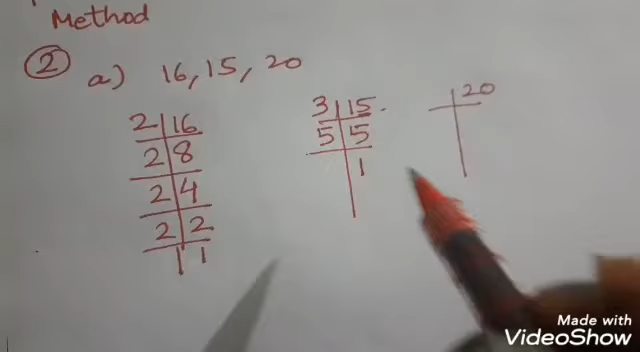 Method
② a) 16, 15, 20
2 16
2 8
2 4
2 2
1 1
3 15
5 5
1
20
Made with
VideoShow